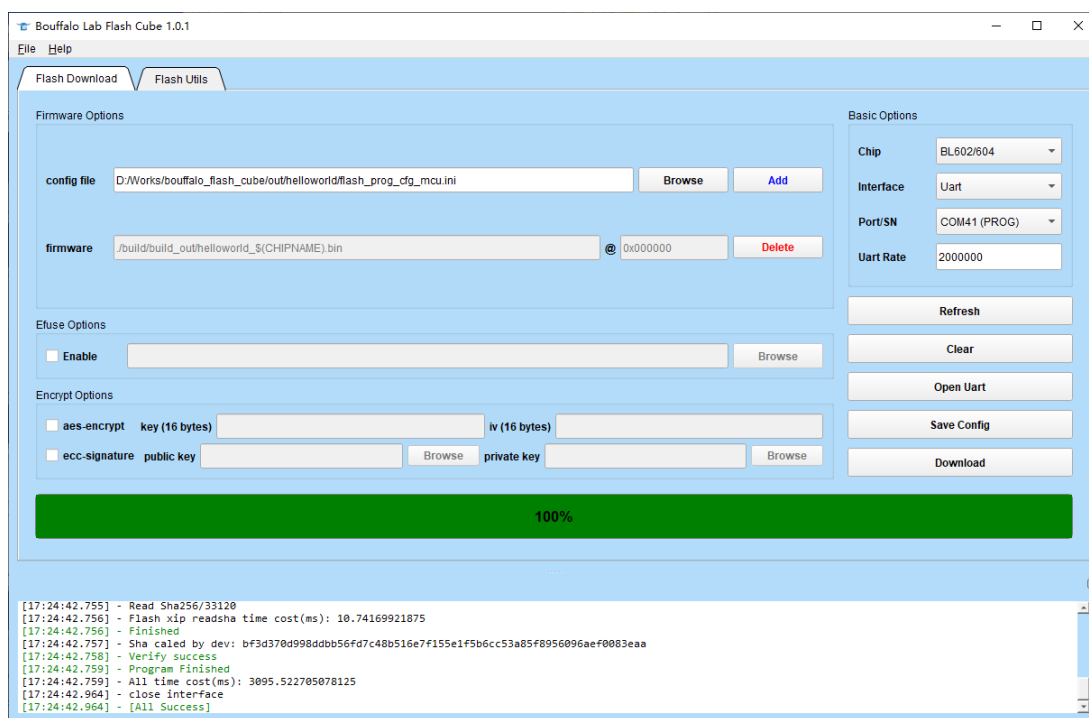 Bouffalo Lab Flash Cube 1.0.1
File Help
Flash Download Flash Utils
Firmware Options
config file D:/Works/bouffalo_flash_cube/out/helloworld/flash_prog_cfg_mcu.ini Browse Add
firmware ./build/build_out/helloworld_$(CHIPNAME).bin @ 0x000000 Delete
Efuse Options
Enable Browse
Encrypt Options
aes-encrypt key (16 bytes) iv (16 bytes)
ecc-signature public key Browse private key Browse
Basic Options
Chip BL602/604
Interface Uart
Port/SN COM41 (PROG)
Uart Rate 2000000
Refresh
Clear
Open Uart
Save Config
Download
100%
[17:24:42.755] - Read Sha256/33120
[17:24:42.756] - Flash xip readsha time cost(ms): 10.74169921875
[17:24:42.756] - Finished
[17:24:42.757] - Sha caled by dev: bf3d370d998ddbb56fd7c48b516e7f155e1f5b6cc53a85f8956096aef0083eaa
[17:24:42.758] - Verify success
[17:24:42.759] - Program Finished
[17:24:42.759] - All time cost(ms): 3095.522705078125
[17:24:42.964] - close interface
[17:24:42.964] - [All Success]